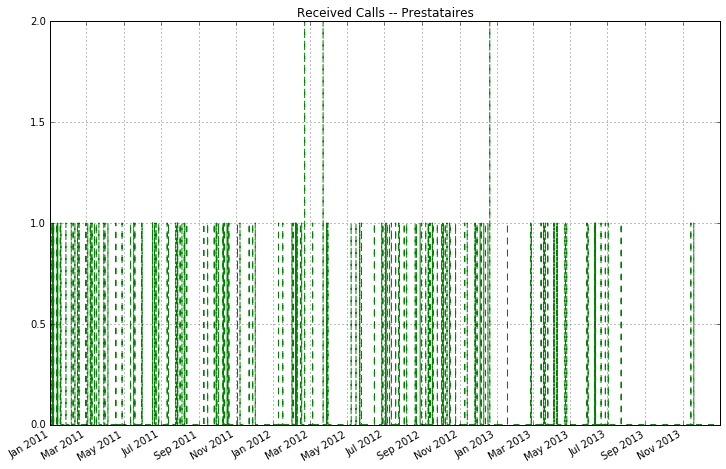 Received Calls -- Prestataires
2.0
1.5
1.0
0.5
0.0
Jan 2011
Mar 2011
May 2011
Jul 2011
Sep 2011
Nov 2011
Jan 2012
Mar 2012
May 2012
Jul 2012
Sep 2012
Nov 2012
Jan 2013
Mar 2013
May 2013
Jul 2013
Sep 2013
Nov 2013